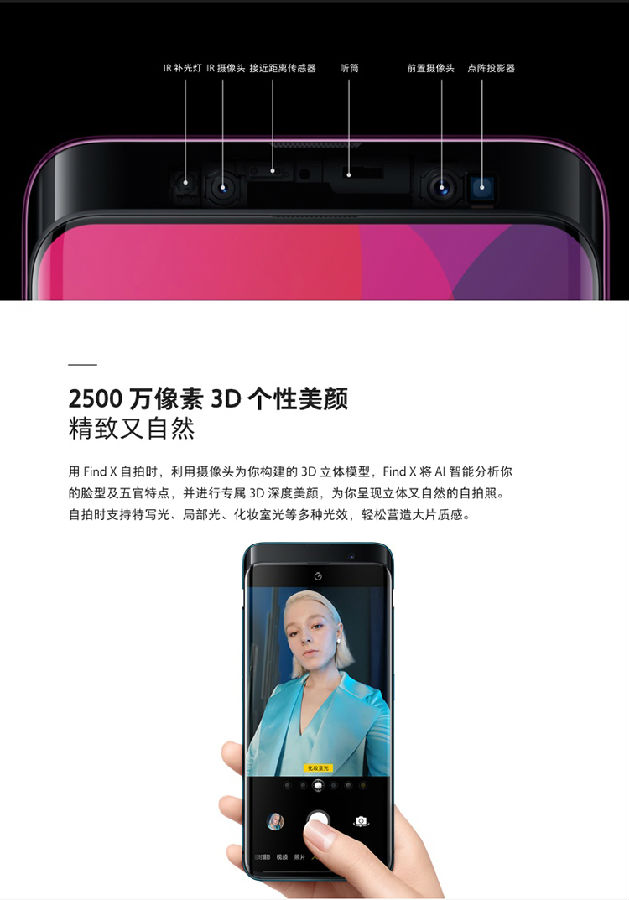 IR 补光灯 IR 摄像头 接近距离传感器 听筒 前置摄像头 点阵投影器
2500 万像素 3D 个性美颜
精致又自然
用 Find X 自拍时，利用摄像头为你构建的 3D 立体模型，Find X 将 AI 智能分析你
的脸型及五官特点，并进行专属 3D 深度美颜，为你呈现立体又自然的自拍照。
自拍时支持特写光、局部光、化妆室光等多种光效，轻松营造大片质感。
视频 照片